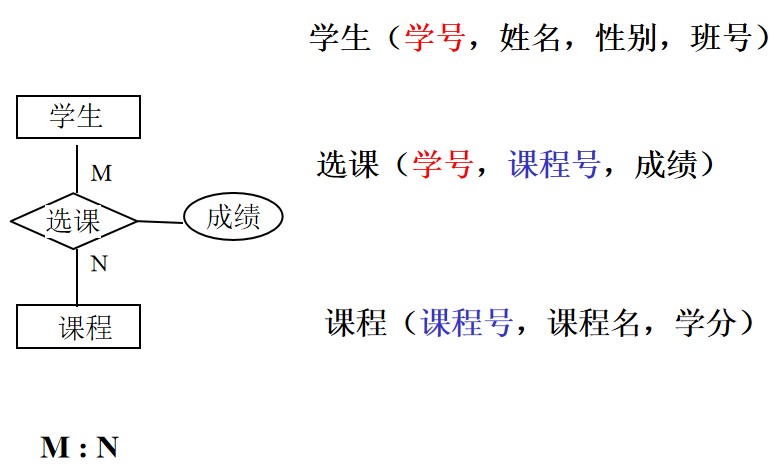 学生（学号，姓名，性别，班号）
学生
M
选课（学号，课程号，成绩）
选课
成绩
N
课程
课程（课程号，课程名，学分）
M : N